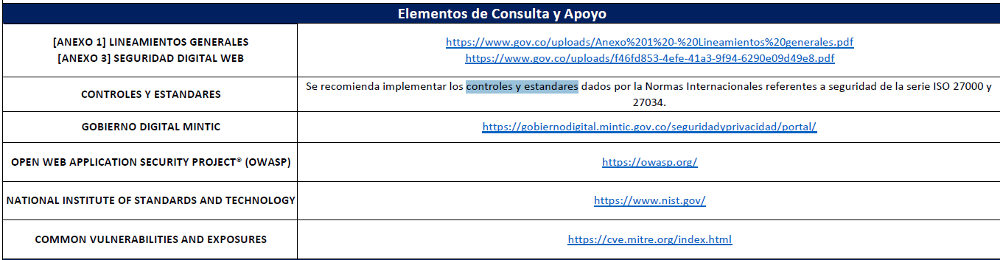 Elementos de Consulta y Apoyo
[ANEXO 1] LINEAMIENTOS GENERALES
[ANEXO 3] SEGURIDAD DIGITAL WEB
https://www.gov.co/uploads/Anexo%201%20-%20Lineamientos%20generales.pdf
https://www.gov.co/uploads/f46fd853-4efe-41a3-9f94-6290e09d49e8.pdf
CONTROLES Y ESTANDARES
Se recomienda implementar los controles y estandares dados por la Normas Internacionales referentes a seguridad de la serie ISO 27000 y
27034.
GOBIERNO DIGITAL MINTIC
https://gobiernodigital.mintic.gov.co/seguridadyprivacidad/portal/
OPEN WEB APPLICATION SECURITY PROJECT® (OWASP)
https://owasp.org/
NATIONAL INSTITUTE OF STANDARDS AND TECHNOLOGY
https://www.nist.gov/
COMMON VULNERABILITIES AND EXPOSURES
https://cve.mitre.org/index.html